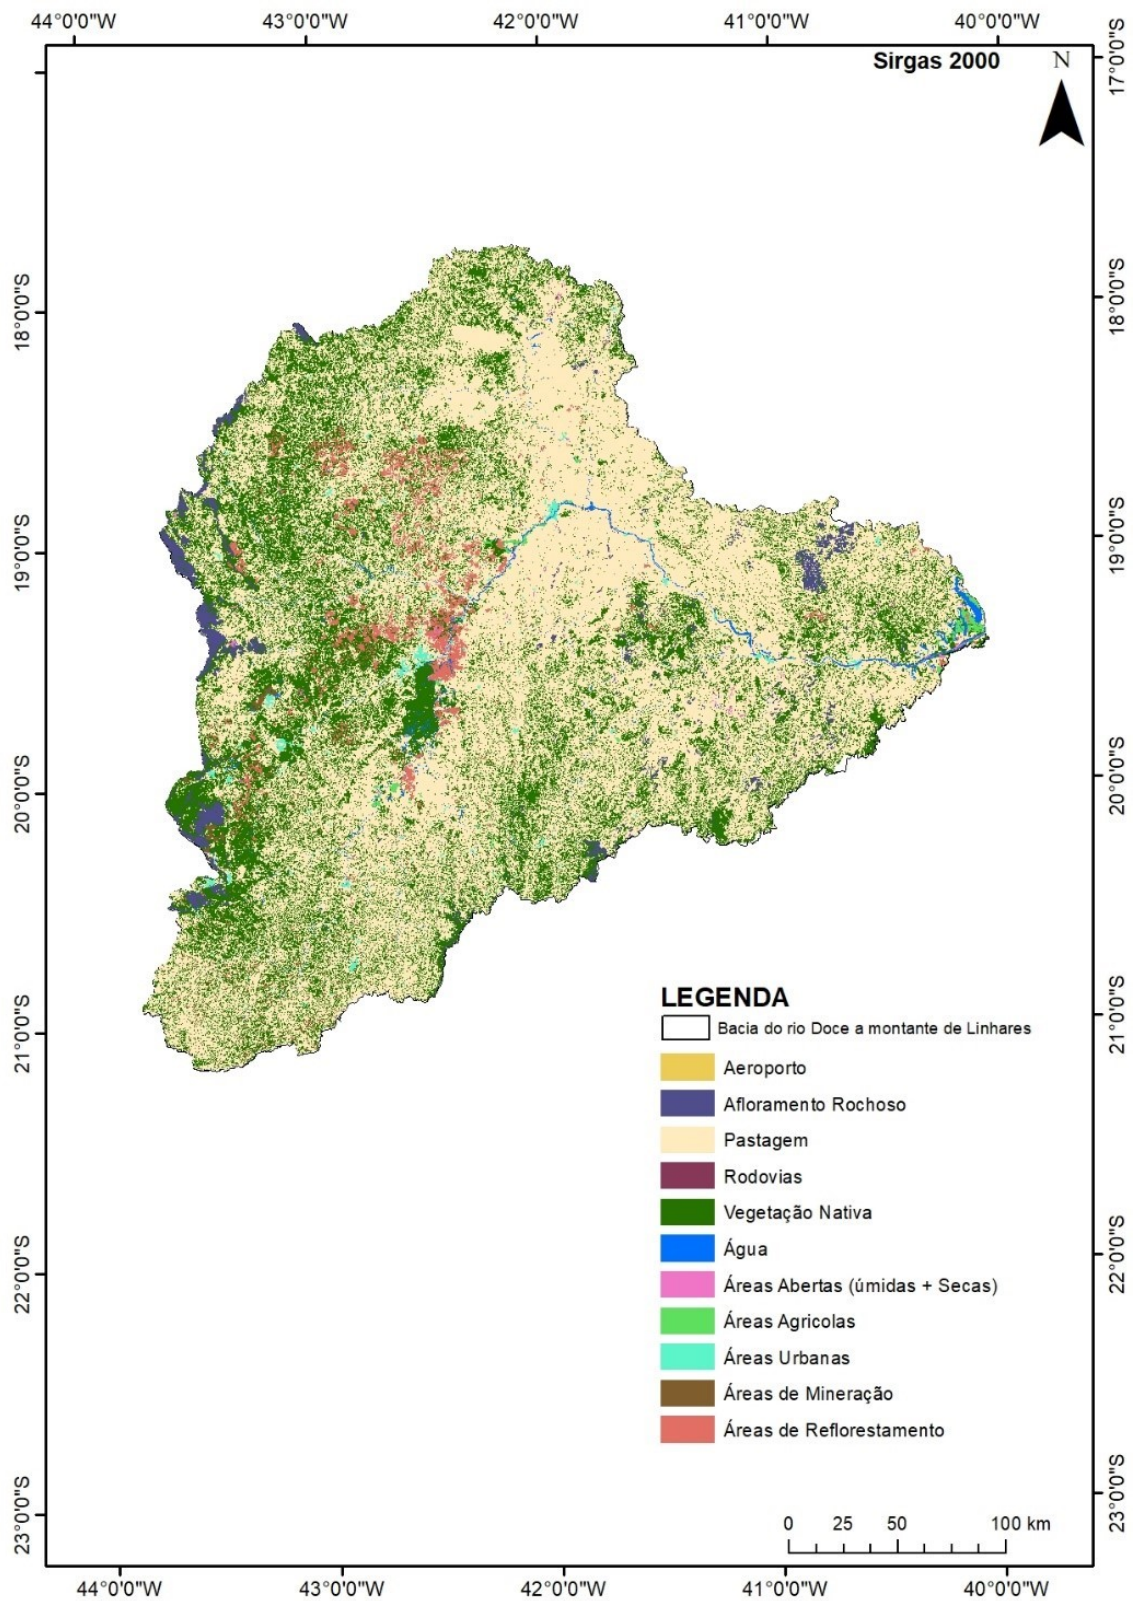 44°0'0"W 43°0'0"W 42°0'0"W 41°0'0"W 40°0'0"W
Sirgas 2000
N
17°0'0"S
18°0'0"S
18°0'0"S
19°0'0"S
19°0'0"S
20°0'0"S
20°0'0"S
21°0'0"S
21°0'0"S
22°0'0"S
22°0'0"S
23°0'0"S
23°0'0"S
LEGENDA
Bacia do rio Doce a montante de Linhares
Aeroporto
Afloramento Rochoso
Pastagem
Rodovias
Vegetação Nativa
Água
Áreas Abertas (úmidas + Secas)
Áreas Agricolas
Áreas Urbanas
Áreas de Mineração
Áreas de Reflorestamento
0 25 50 100 km
44°0'0"W 43°0'0"W 42°0'0"W 41°0'0"W 40°0'0"W